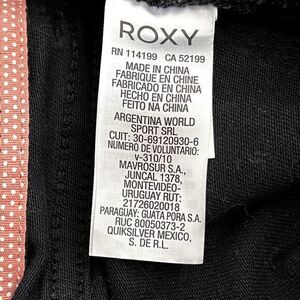 ROXY
RN 114199 CA 52199
MADE IN CHINA
FABRIQUE EN CHINE
FABRICADO EN CHINA
HECHO EN CHINA
FEITO NA CHINA
ARGENTINA WORLD
SPORT SRL
CUIT: 30-69120930-6
NUMERO DE VOLUNTARIO:
v-310/10
MAVROSUR S.A.,
JUNCAL 1378,
MONTEVIDEO-
URUGUAY RUT:
21726020018
PARAGUAY: GUATA PORA S.A.
RUC 80050373-2
QUIKSILVER MEXICO,
S. DE R.L.